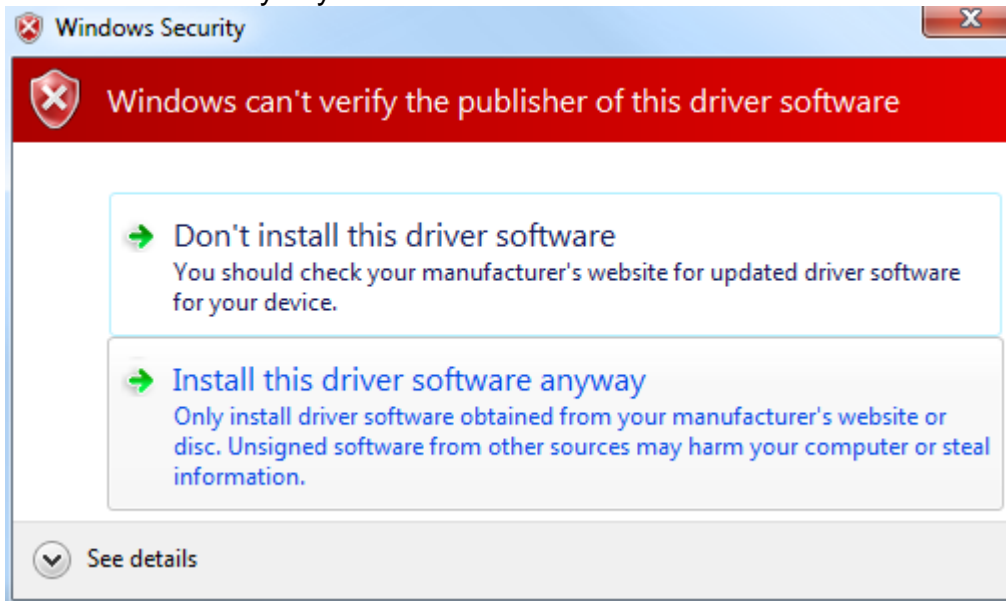 Windows Security
Windows can't verify the publisher of this driver software
Don't install this driver software
You should check your manufacturer's website for updated driver software
for your device.
Install this driver software anyway
Only install driver software obtained from your manufacturer's website or
disc. Unsigned software from other sources may harm your computer or steal
information.
See details